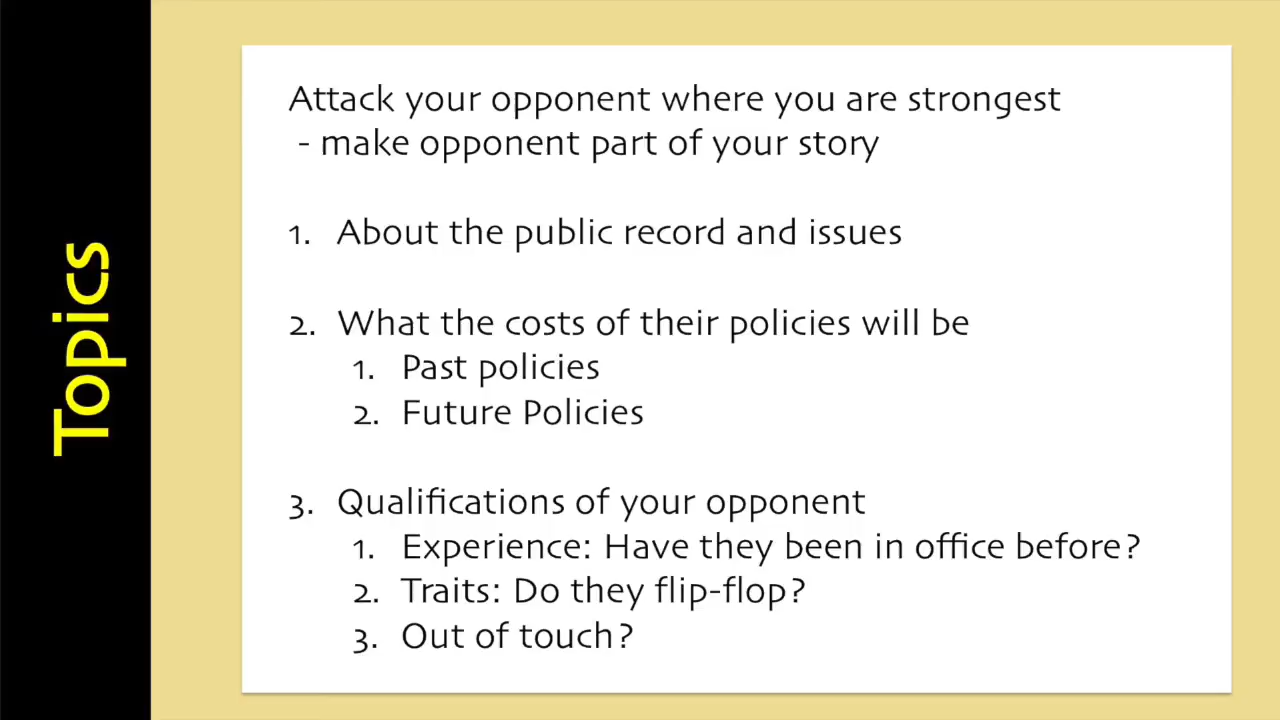 Topics
Attack your opponent where you are strongest
- make opponent part of your story
1. About the public record and issues
2. What the costs of their policies will be
1. Past policies
2. Future Policies
3. Qualifications of your opponent
1. Experience: Have they been in office before?
2. Traits: Do they flip-flop?
3. Out of touch?